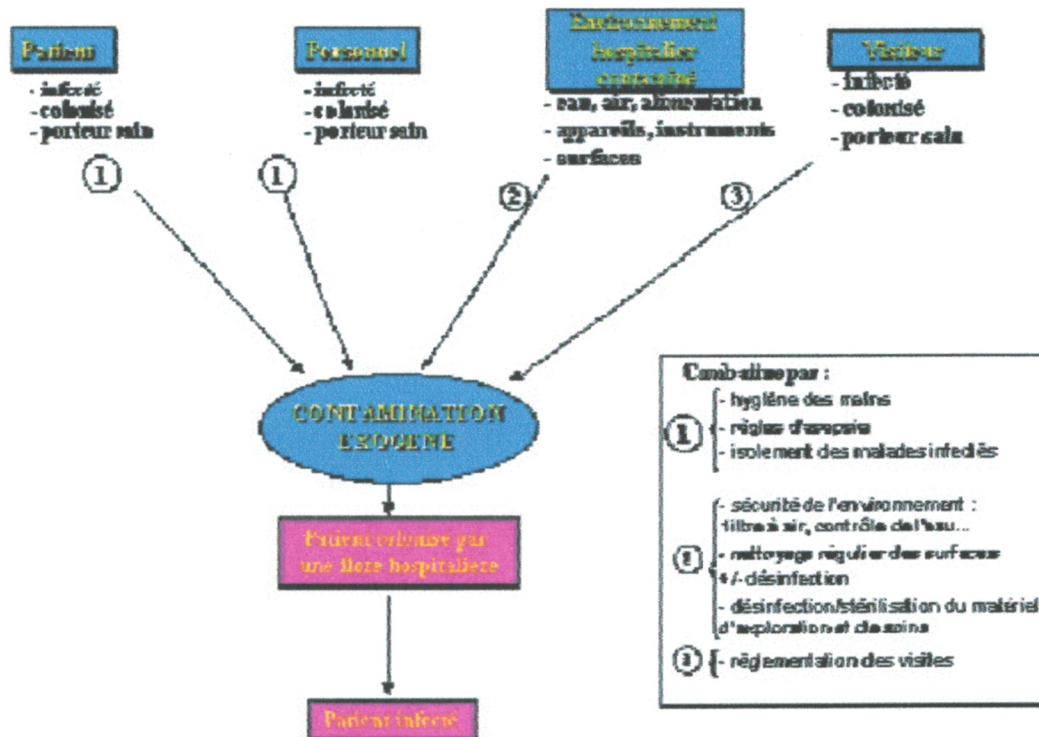 Patient
- infecté
- colonisé
- porteur sain
Personnel
- infecté
- colonisé
- porteur sain
Environnement
hospitalier
contaminé
- eau, air, alimentation
- appareils, instruments
- surfaces
Visiteur
- infecté
- colonisé
- porteur sain
1
1
2
3
CONTAMINATION
EXOGENE
Patient colonisé par
une flore hospitalière
Patient infecté
par :
1
- hygiène des mains
- règles d'asepsie
- isolement des malades infectés
2
- sécurité de l'environnement :
filtre à air, contrôle de l'eau...
- nettoyage régulier des surfaces
+/- désinfection
- désinfection/stérilisation du matériel
d'exploration et de soins
3
- réglementation des visites